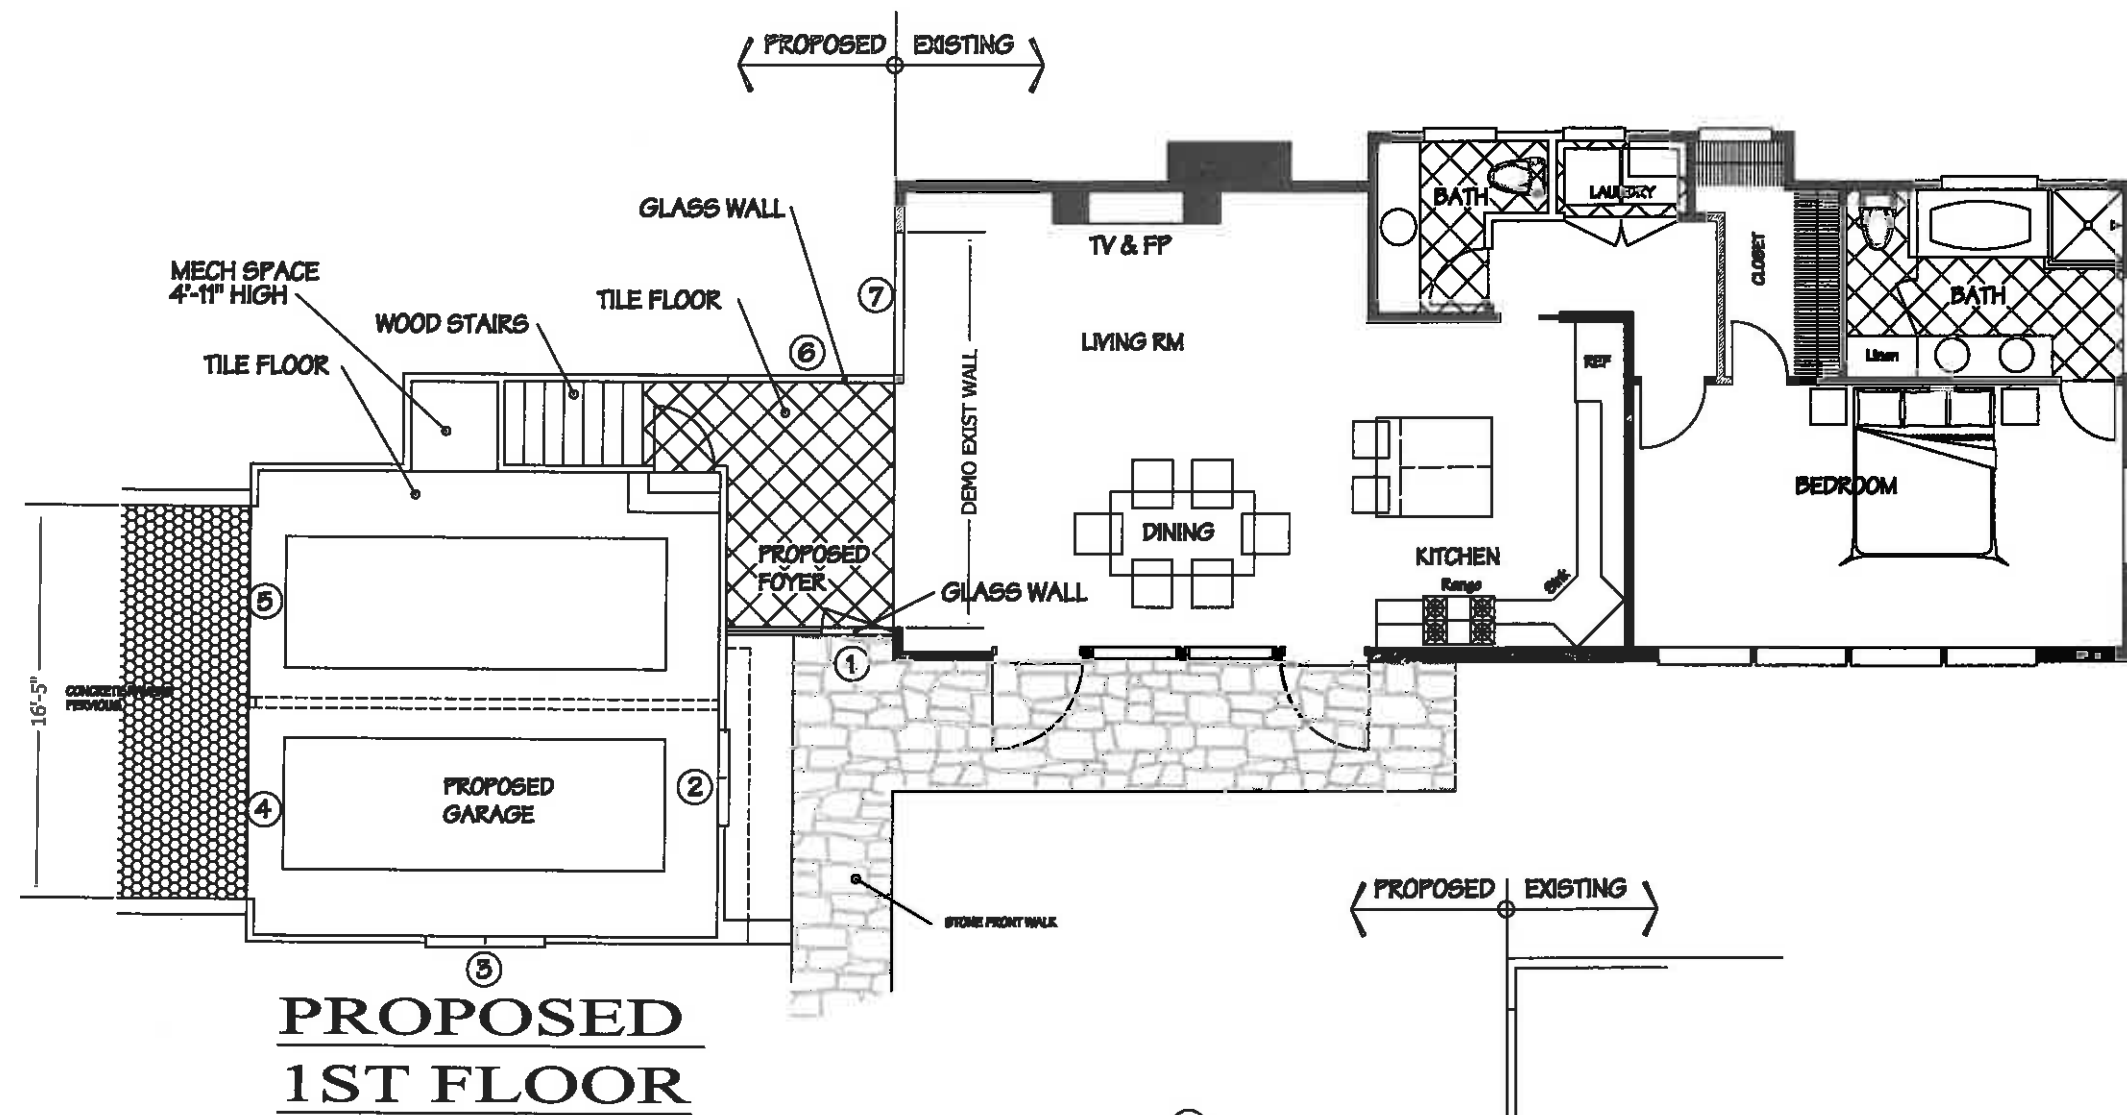 PROPOSED EXISTING
GLASS WALL
MECH SPACE
4'-11" HIGH
TILE FLOOR
WOOD STAIRS
TILE FLOOR
7
6
BATH
LAUNDRY
TV & FP
LIVING RM
CLOSET
BATH
Linen
REF
DEMO EXIST WALL
BEDROOM
DINING
KITCHEN
Range
Sink
PROPOSED
FOYER
GLASS WALL
5
1
16'-5"
CONCRETE
PERVIOUS
4
PROPOSED
GARAGE
2
STONE FRONT WALK
PROPOSED EXISTING
3
PROPOSED
1ST FLOOR